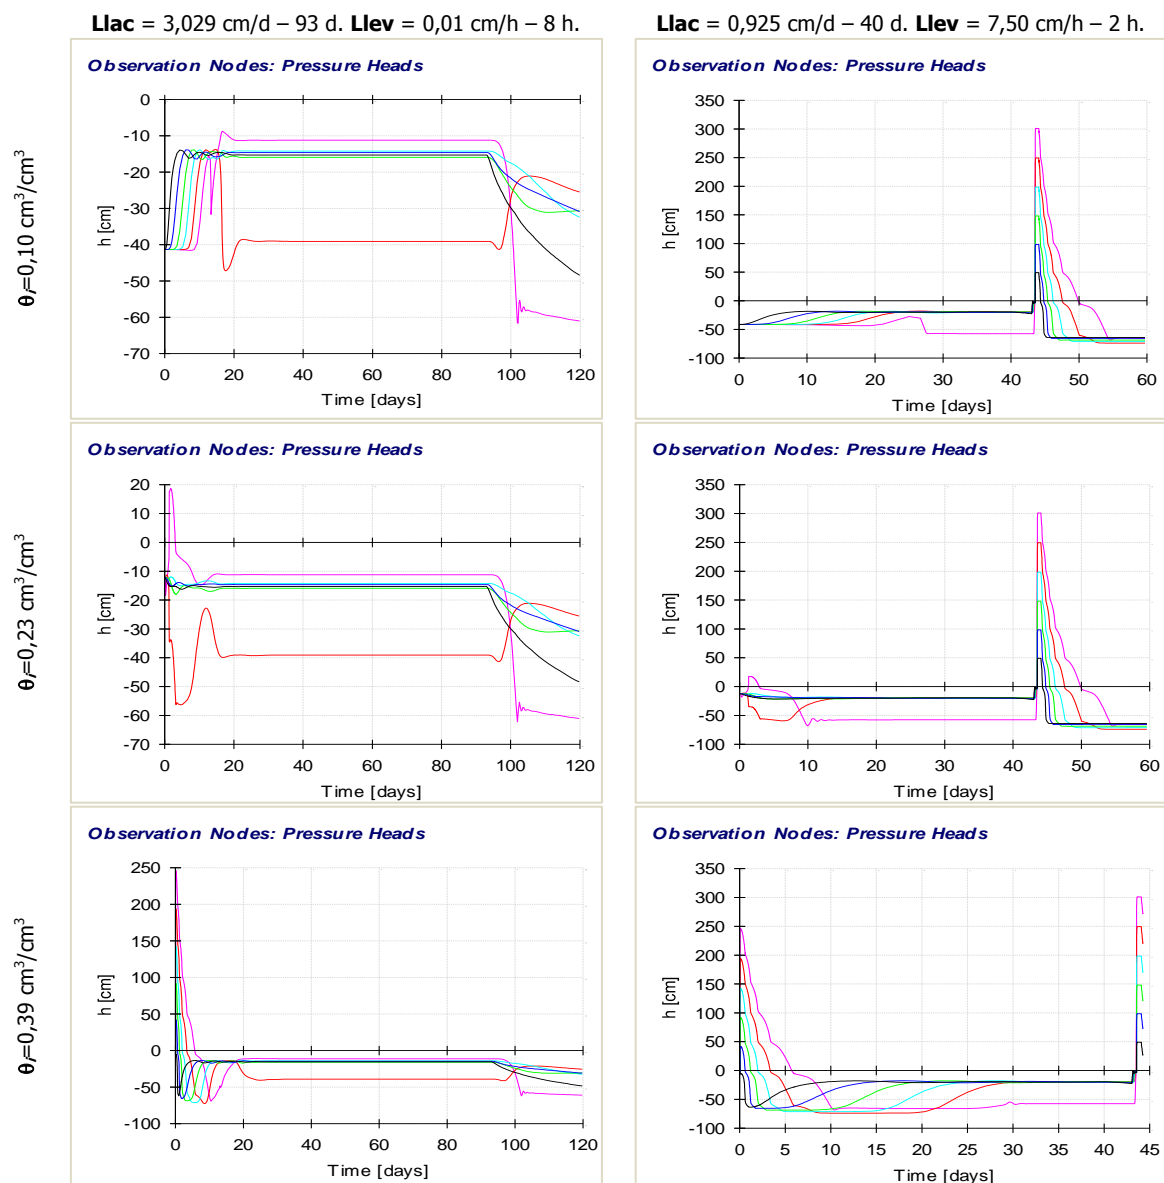 Llac = 3,029 cm/d – 93 d. Llev = 0,01 cm/h – 8 h.
Llac = 0,925 cm/d – 40 d. Llev = 7,50 cm/h – 2 h.
θi=0,10 cm³/cm³
Observation Nodes: Pressure Heads
h [cm]
0
-10
-20
-30
-40
-50
-60
-70
0 20 40 60 80 100 120
Time [days]
Observation Nodes: Pressure Heads
h [cm]
350
300
250
200
150
100
50
0
-50
-100
0 10 20 30 40 50 60
Time [days]
θi=0,23 cm³/cm³
Observation Nodes: Pressure Heads
h [cm]
20
10
0
-10
-20
-30
-40
-50
-60
-70
0 20 40 60 80 100 120
Time [days]
Observation Nodes: Pressure Heads
h [cm]
350
300
250
200
150
100
50
0
-50
-100
0 10 20 30 40 50 60
Time [days]
θi=0,39 cm³/cm³
Observation Nodes: Pressure Heads
h [cm]
250
200
150
100
50
0
-50
-100
0 20 40 60 80 100 120
Time [days]
Observation Nodes: Pressure Heads
h [cm]
350
300
250
200
150
100
50
0
-50
-100
0 5 10 15 20 25 30 35 40 45
Time [days]